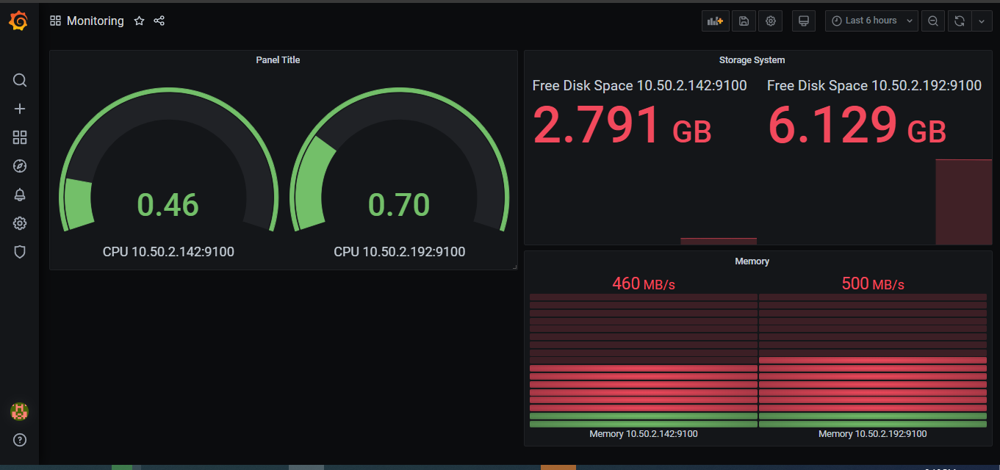 Monitoring
Last 6 hours
Panel Title
0.46
0.70
CPU 10.50.2.142:9100
CPU 10.50.2.192:9100
Storage System
Free Disk Space 10.50.2.142:9100
Free Disk Space 10.50.2.192:9100
2.791 GB
6.129 GB
Memory
460 MB/s
500 MB/s
Memory 10.50.2.142:9100
Memory 10.50.2.192:9100